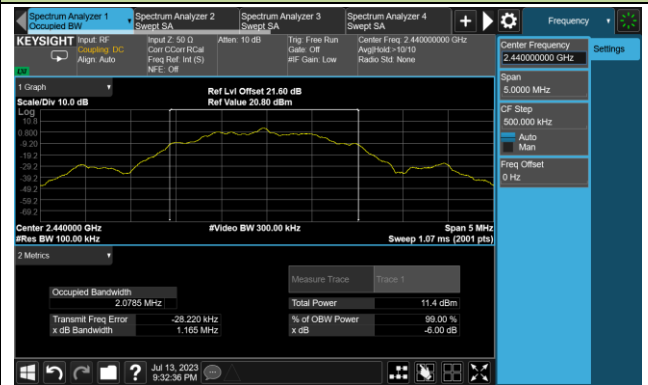 Spectrum Analyzer 1
Occupied BW
Spectrum Analyzer 2
Swept SA
Spectrum Analyzer 3
Swept SA
Spectrum Analyzer 4
Swept SA
Frequency
KEYSIGHT
Input: RF
Coupling: DC
Align: Auto
Input Z: 50 Ω
Corr CCorr RCal
Freq Ref: Int (S)
NFE: Off
Atten: 10 dB
Trig: Free Run
Gate: Off
#IF Gain: Low
Center Freq: 2.440000000 GHz
Avg|Hold:>10/10
Radio Std: None
Center Frequency
2.440000000 GHz
Settings
Span
5.0000 MHz
CF Step
500.000 kHz
Auto
Man
Freq Offset
0 Hz
1 Graph
Scale/Div 10.0 dB
Ref Lvl Offset 21.60 dB
Ref Value 20.80 dBm
Log
10.8
0.800
-9.20
-19.2
-29.2
-39.2
-49.2
-59.2
-69.2
Center 2.440000 GHz
#Video BW 300.00 kHz
Span 5 MHz
#Res BW 100.00 kHz
Sweep 1.07 ms (2001 pts)
2 Metrics
Measure Trace
Trace 1
Occupied Bandwidth
2.0785 MHz
Total Power
11.4 dBm
Transmit Freq Error
-28.220 kHz
% of OBW Power
99.00 %
x dB Bandwidth
1.165 MHz
x dB
-6.00 dB
Jul 13, 2023
9:32:36 PM